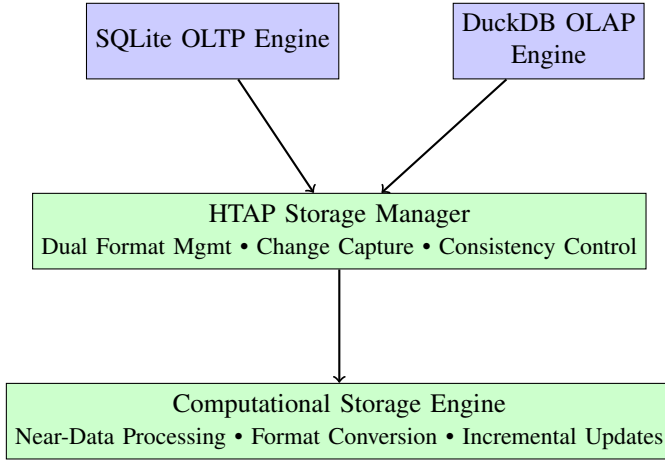 SQLite OLTP Engine
DuckDB OLAP
Engine
HTAP Storage Manager
Dual Format Mgmt • Change Capture • Consistency Control
Computational Storage Engine
Near-Data Processing • Format Conversion • Incremental Updates